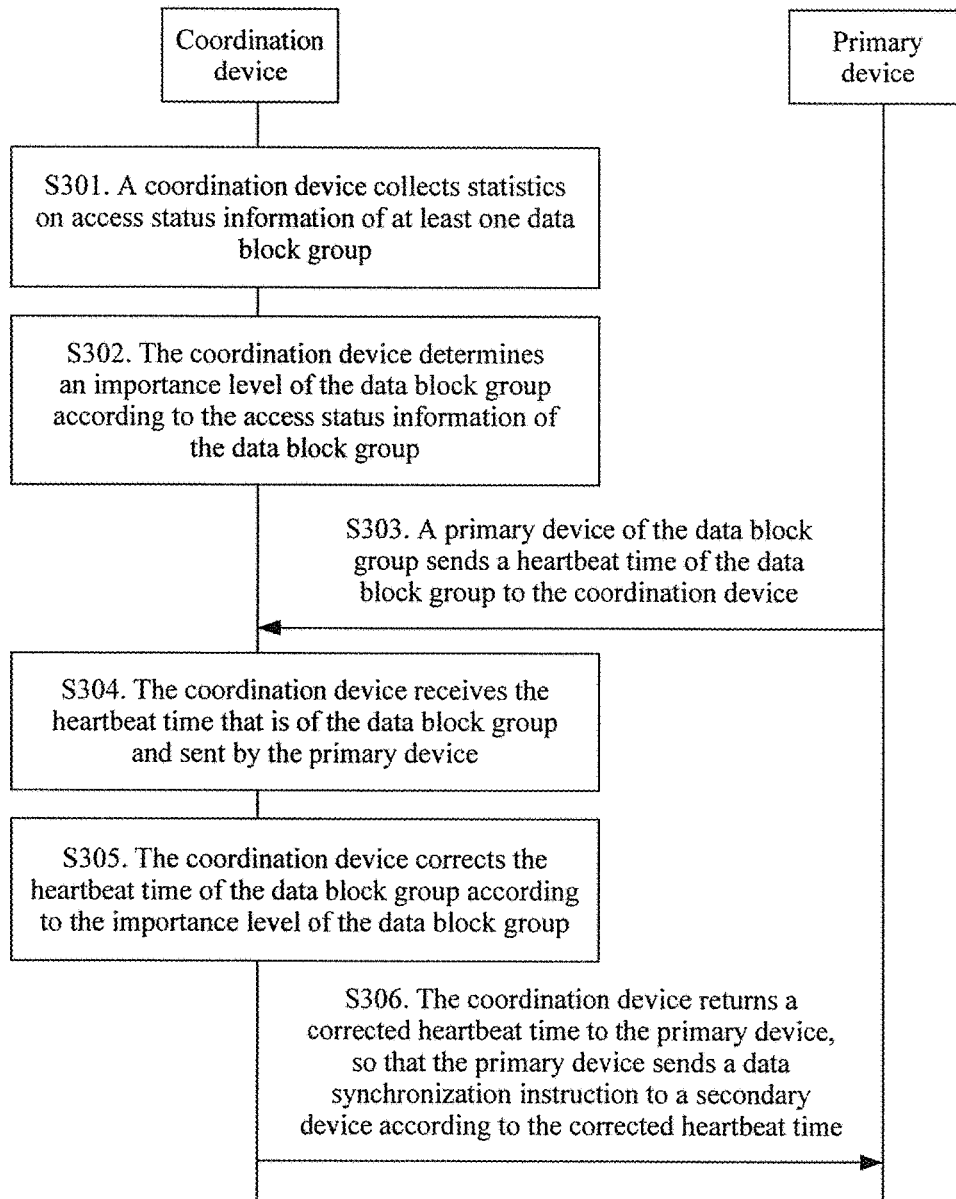 Coordination
device
Primary
device
S301. A coordination device collects statistics
on access status information of at least one data
block group
S302. The coordination device determines
an importance level of the data block group
according to the access status information of
the data block group
S303. A primary device of the data block
group sends a heartbeat time of the data
block group to the coordination device
S304. The coordination device receives the
heartbeat time that is of the data block group
and sent by the primary device
S305. The coordination device corrects the
heartbeat time of the data block group according
to the importance level of the data block group
S306. The coordination device returns a
corrected heartbeat time to the primary device,
so that the primary device sends a data
synchronization instruction to a secondary
device according to the corrected heartbeat time